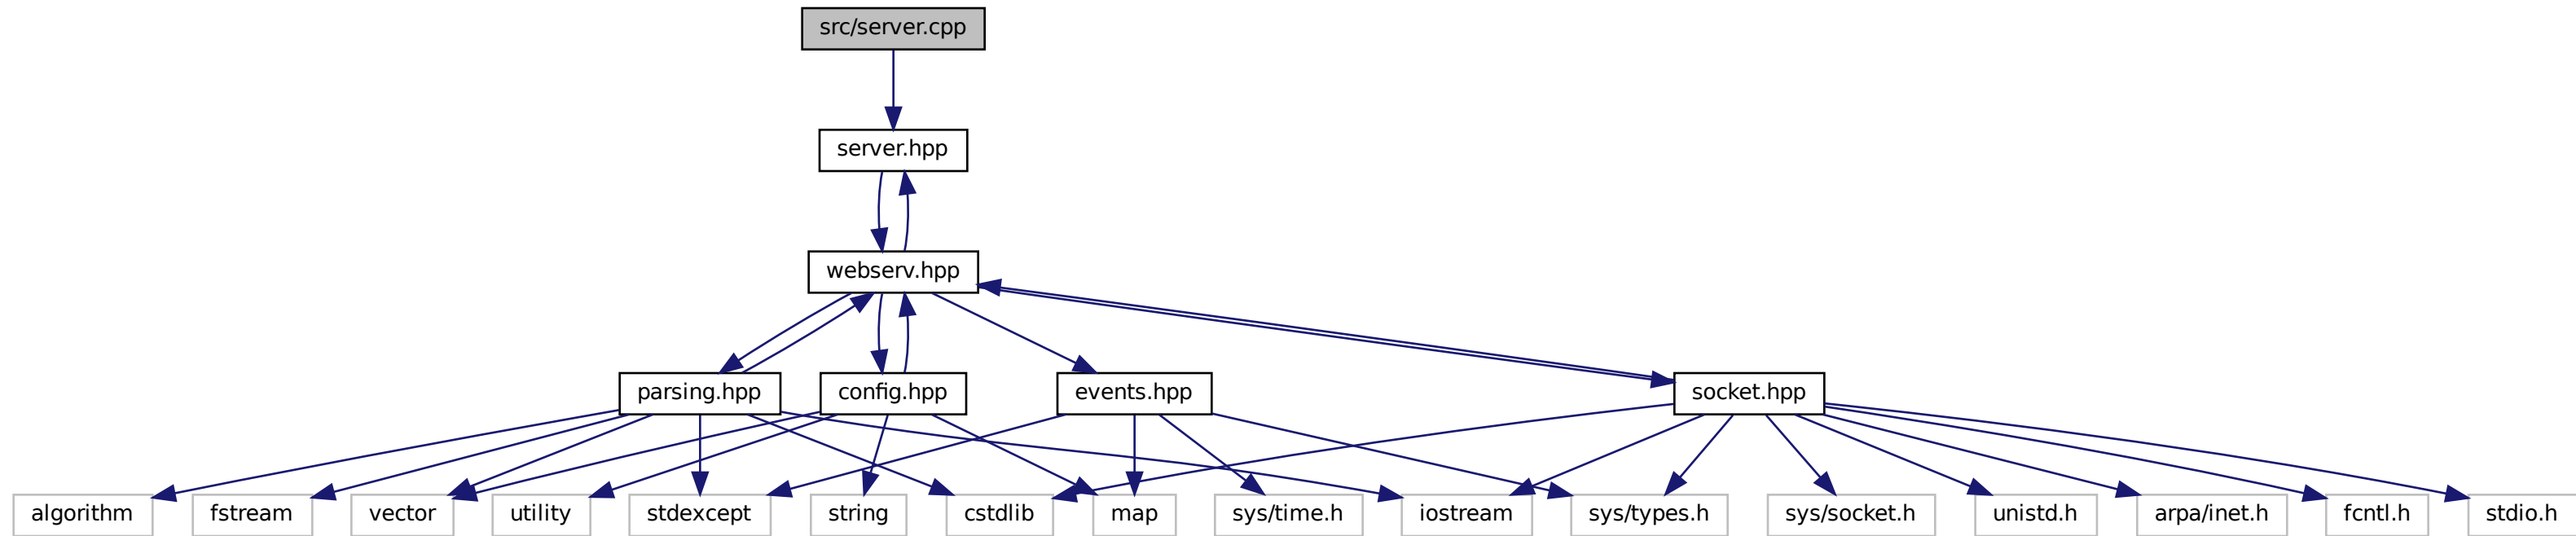 src/server.cpp
server.hpp
webserv.hpp
parsing.hpp
config.hpp
events.hpp
socket.hpp
algorithm
fstream
vector
utility
stdexcept
string
cstdlib
map
sys/time.h
iostream
sys/types.h
sys/socket.h
unistd.h
arpa/inet.h
fcntl.h
stdio.h